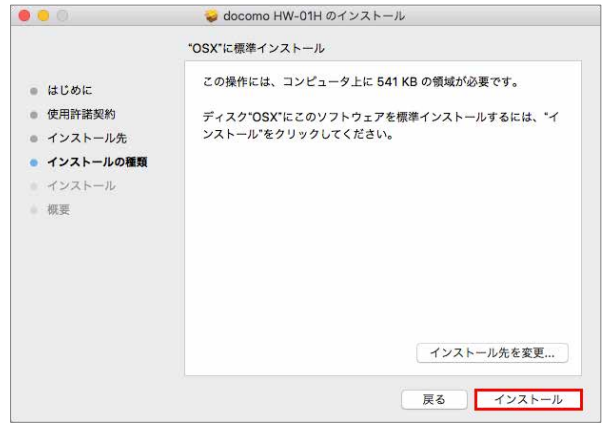 docomo HW-01H のインストール
"OSX"に標準インストール
はじめに
使用許諾契約
インストール先
インストールの種類
インストール
概要
この操作には、コンピュータ上に 541 KB の領域が必要です。
ディスク"OSX"にこのソフトウェアを標準インストールするには、"イ
ンストール"をクリックしてください。
インストール先を変更...
戻る
インストール